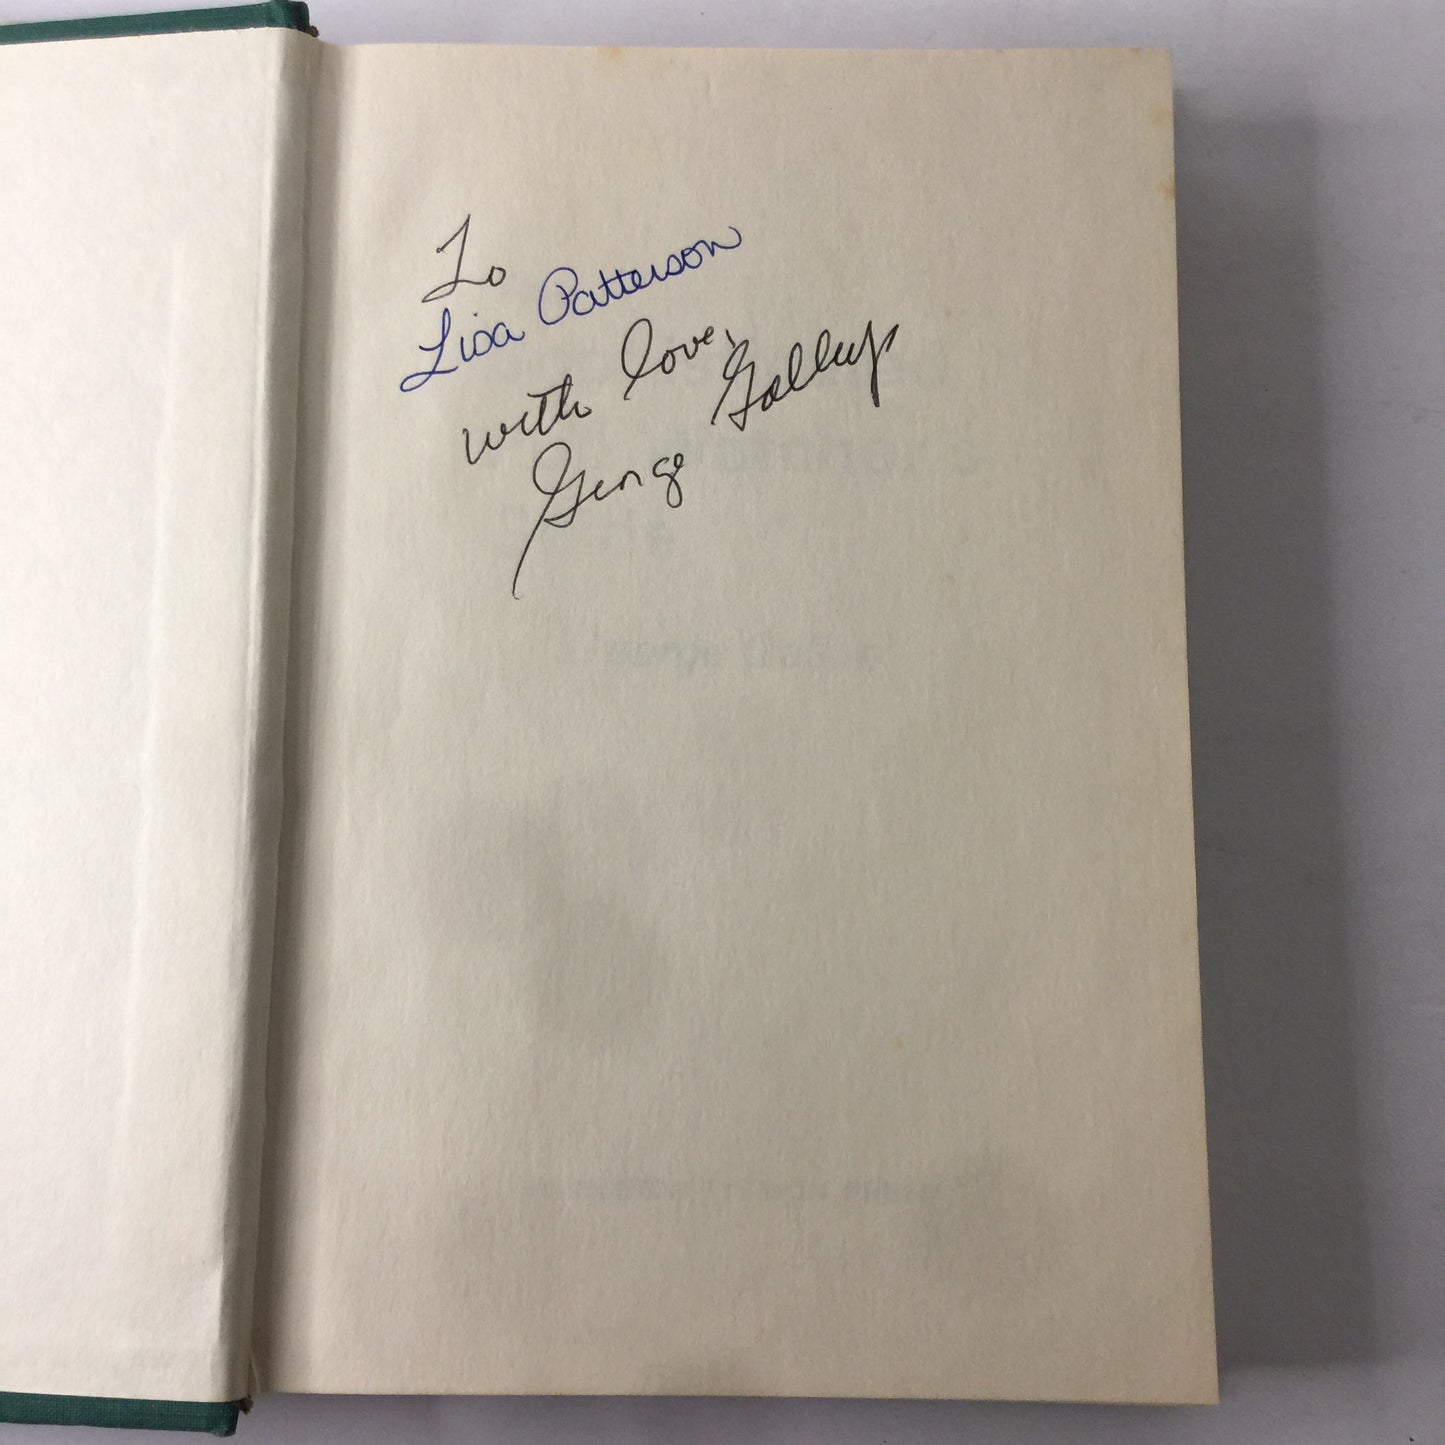 To
Lisa Patterson
with love,
George Gallup